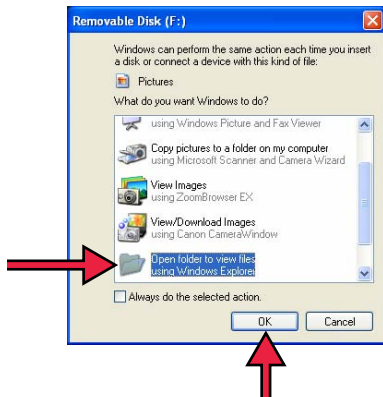 Removable Disk (F:)
Windows can perform the same action each time you insert
a disk or connect a device with this kind of file:
Pictures
What do you want Windows to do?
using Windows Picture and Fax Viewer
Copy pictures to a folder on my computer
using Microsoft Scanner and Camera Wizard
View Images
using ZoomBrowser EX
View/Download Images
using Canon CameraWindow
Open folder to view files
using Windows Explorer
Always do the selected action.
OK
Cancel